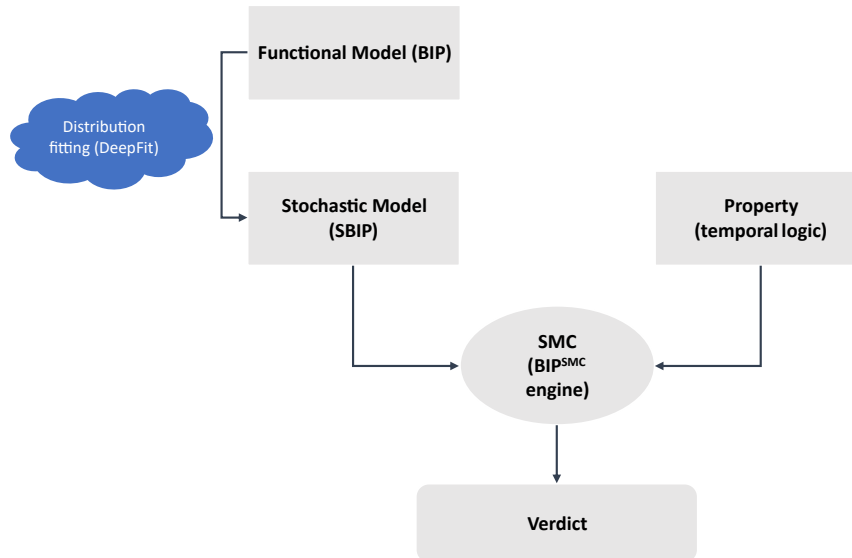 Functional Model (BIP)
Distribution
fitting (DeepFit)
Stochastic Model
(SBIP)
Property
(temporal logic)
SMC
(BIPSMC
engine)
Verdict